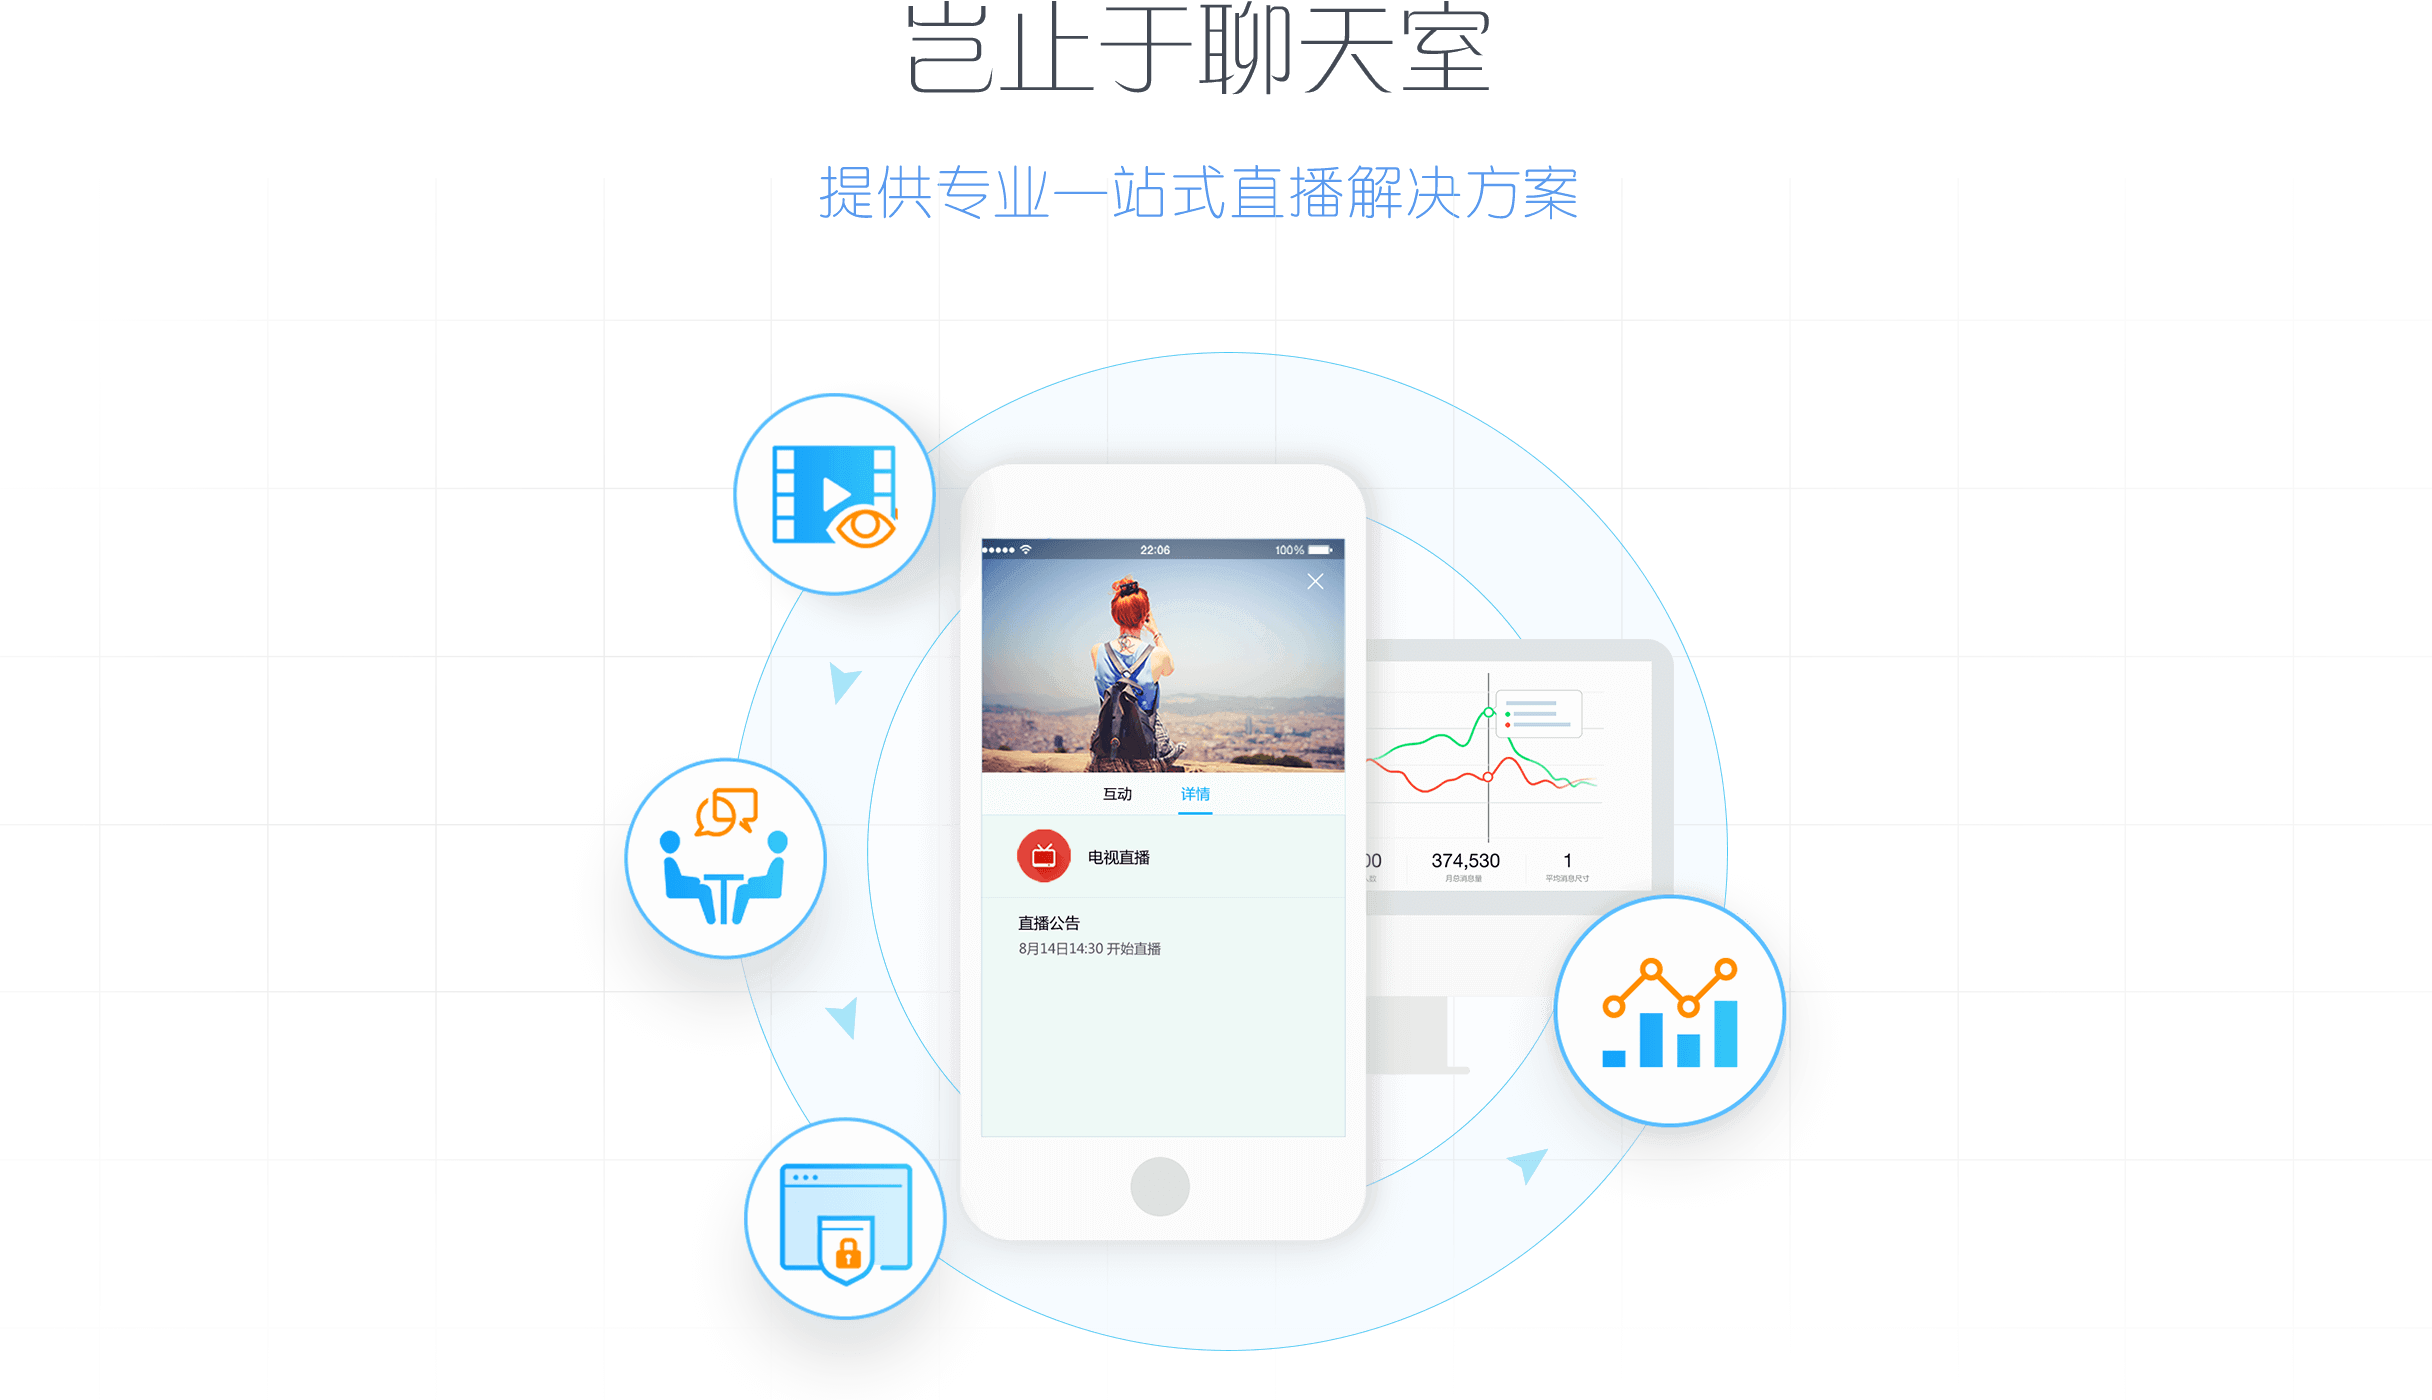 岂止于聊天室
提供专业一站式直播解决方案
22:06 100%
互动 详情
电视直播
直播公告
8月14日14:30 开始直播
00 374,530 1
人数 月总消息量 平均消息尺寸